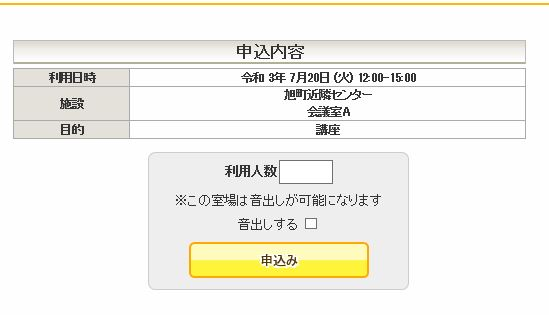 申込内容
利用日時 令和 3年 7月20日 (火) 12:00-15:00
施設 旭町近隣センター
会議室A
目的 講座
利用人数
※この室場は音出しが可能になります
音出しする
申込み